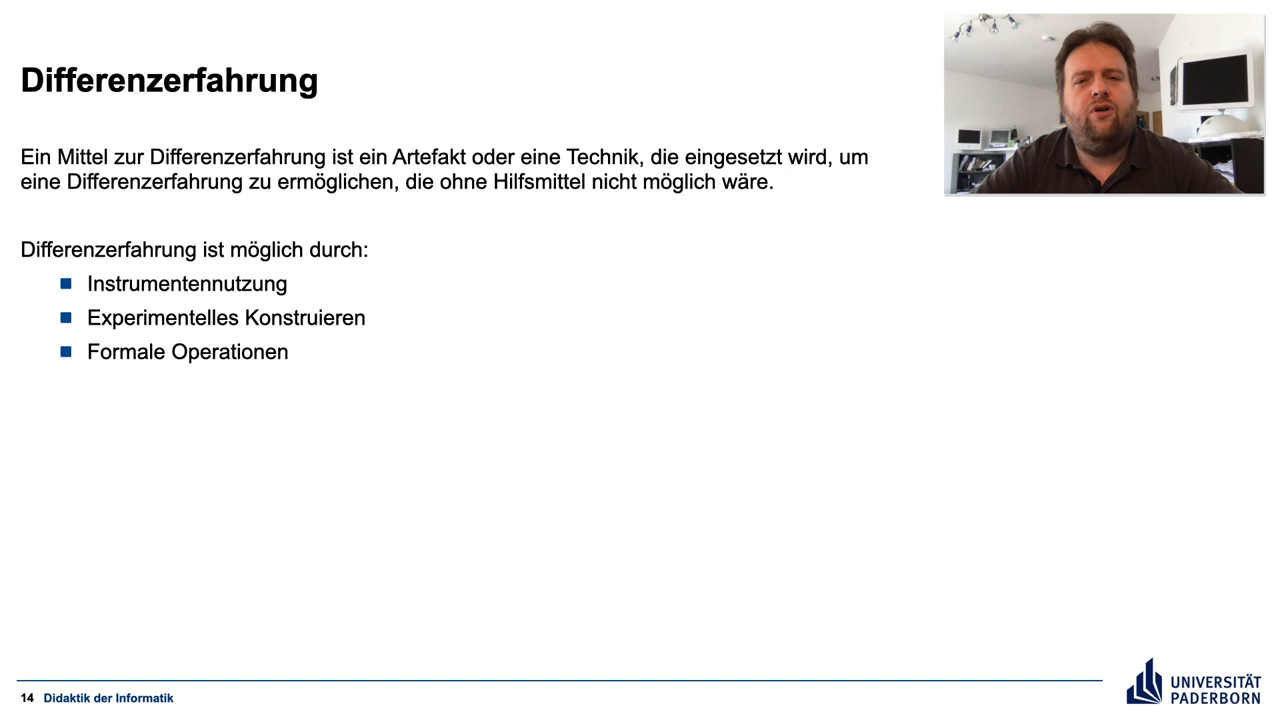 Differenzerfahrung
Ein Mittel zur Differenzerfahrung ist ein Artefakt oder eine Technik, die eingesetzt wird, um
eine Differenzerfahrung zu ermöglichen, die ohne Hilfsmittel nicht möglich wäre.
Differenzerfahrung ist möglich durch:
Instrumentennutzung
Experimentelles Konstruieren
Formale Operationen
14 Didaktik der Informatik
UNIVERSITÄT
PADERBORN